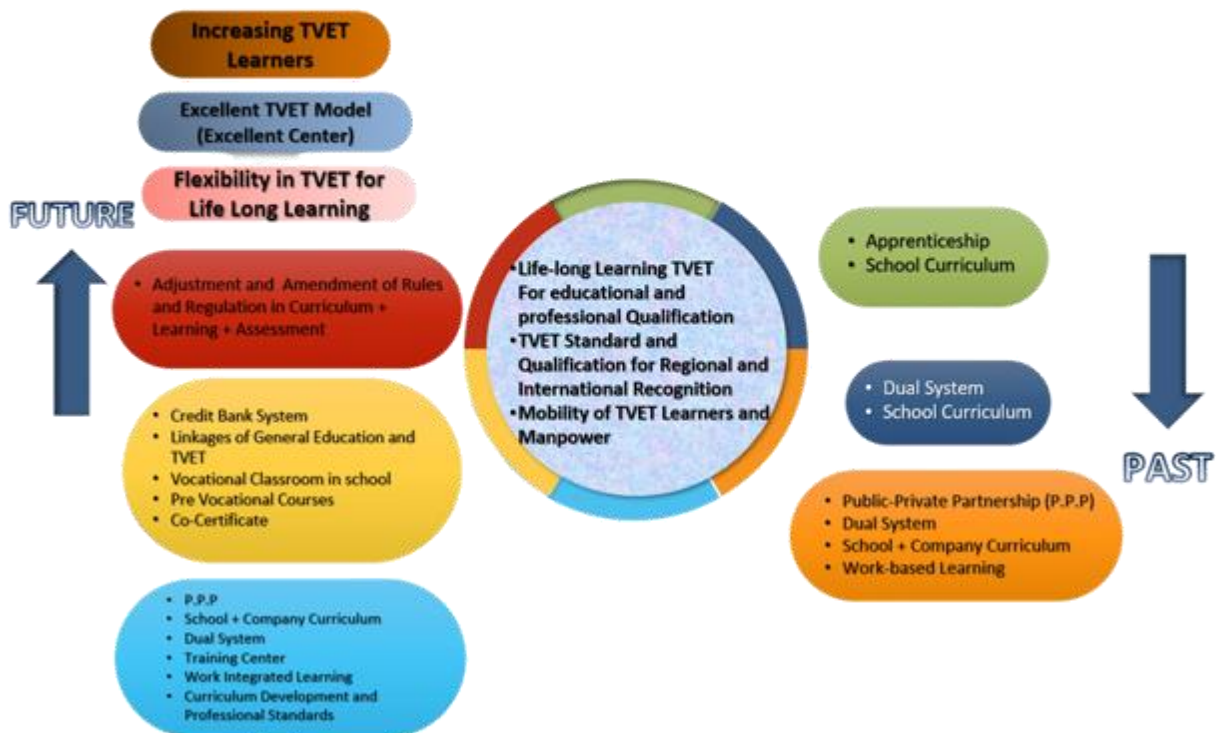 Increasing TVET
Learners
Excellent TVET Model
(Excellent Center)
Flexibility in TVET for
Life Long Learning
FUTURE
• Adjustment and Amendment of Rules
and Regulation in Curriculum +
Learning + Assessment
• Credit Bank System
• Linkages of General Education and
TVET
• Vocational Classroom in school
• Pre Vocational Courses
• Co-Certificate
• P.P.P
• School + Company Curriculum
• Dual System
• Training Center
• Work Integrated Learning
• Curriculum Development and
Professional Standards
•Life-long Learning TVET
For educational and
professional Qualification
•TVET Standard and
Qualification for Regional and
International Recognition
•Mobility of TVET Learners and
Manpower
• Apprenticeship
• School Curriculum
• Dual System
• School Curriculum
PAST
• Public-Private Partnership (P.P.P)
• Dual System
• School + Company Curriculum
• Work-based Learning